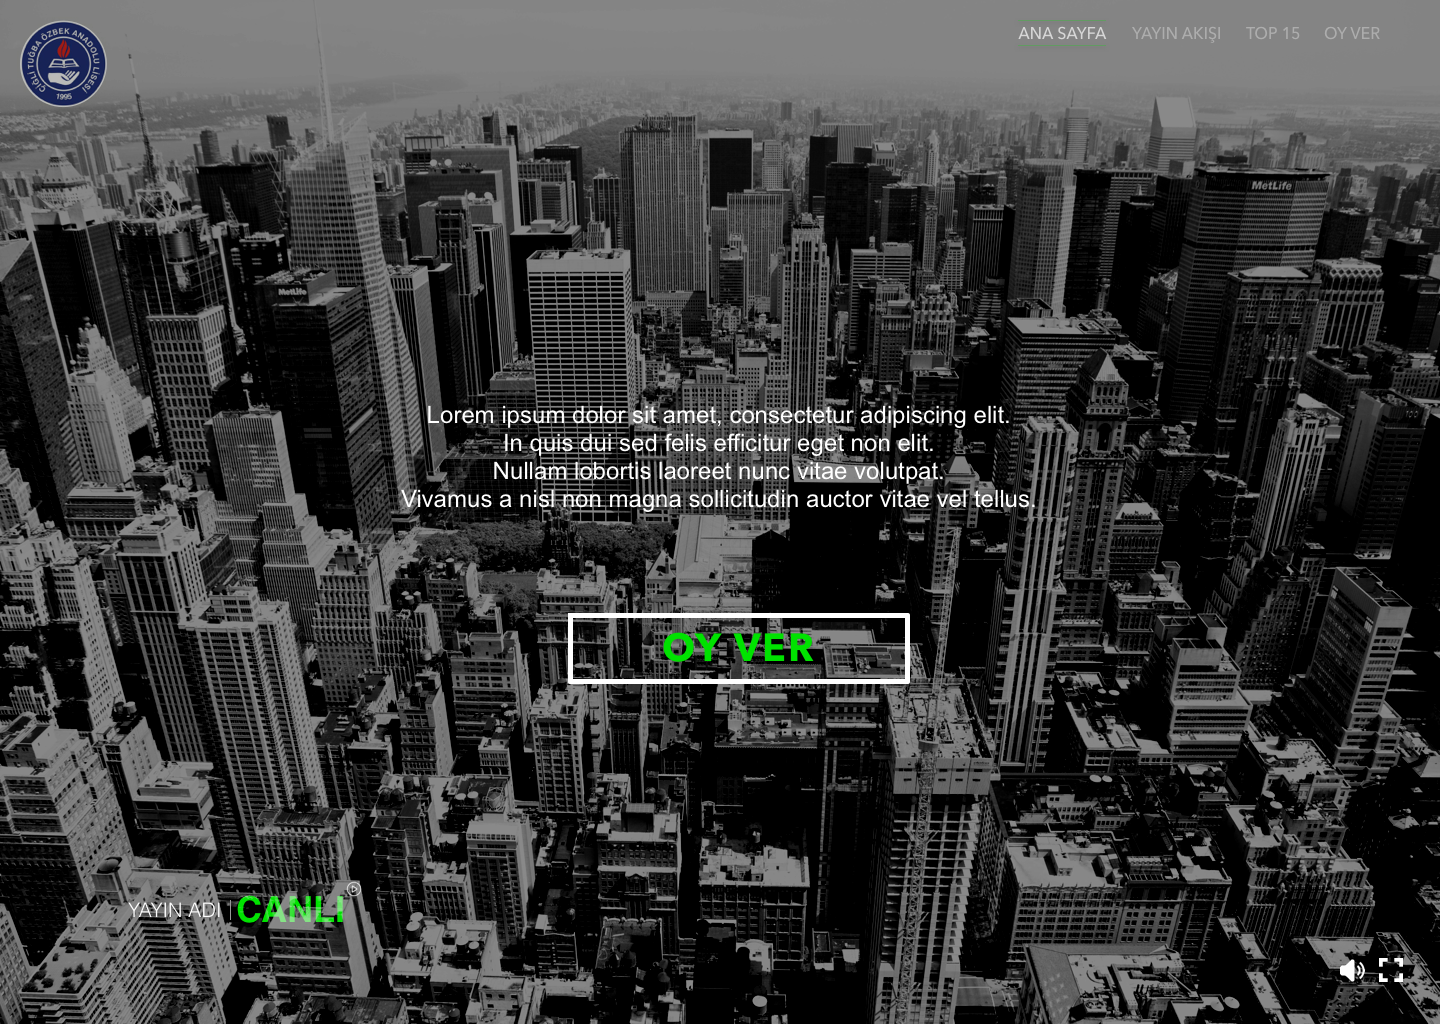 ÇİĞLİ TUĞBA ÖZBEK ANADOLU LİSESİ
1995
ANA SAYFA
YAYIN AKIŞI
TOP 15
OY VER
MetLife
MetLife
Lorem ipsum dolor sit amet, consectetur adipiscing elit.
In quis dui sed felis efficitur eget non elit.
Nullam lobortis laoreet nunc vitae volutpat.
Vivamus a nisl non magna sollicitudin auctor vitae vel tellus.
OY VER
YAYIN ADI | CANLI